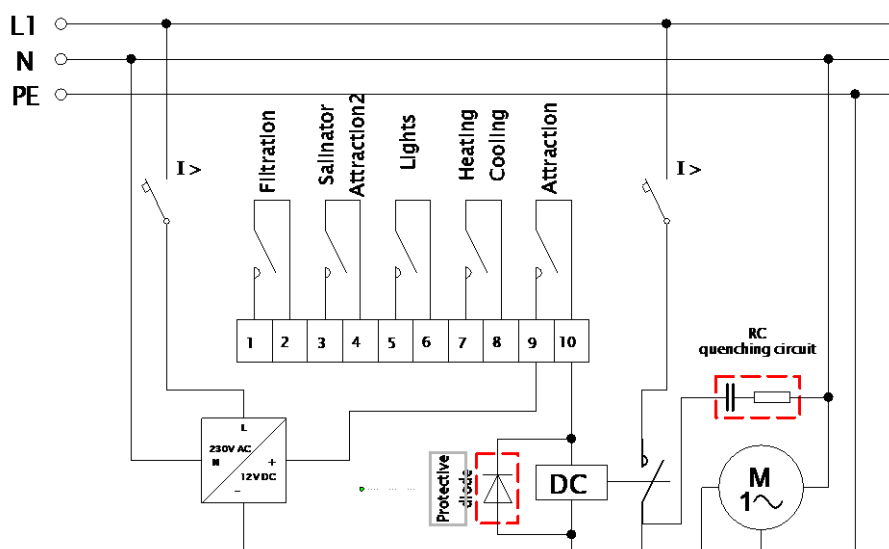 L1
N
PE
Filtration
Salinator
Attraction2
Lights
Heating
Cooling
Attraction
I >
I >
1 2 3 4 5 6 7 8 9 10
RC
quenching circuit
L
230V AC
N
+
12V DC
−
Protective
diode
DC
M
1~